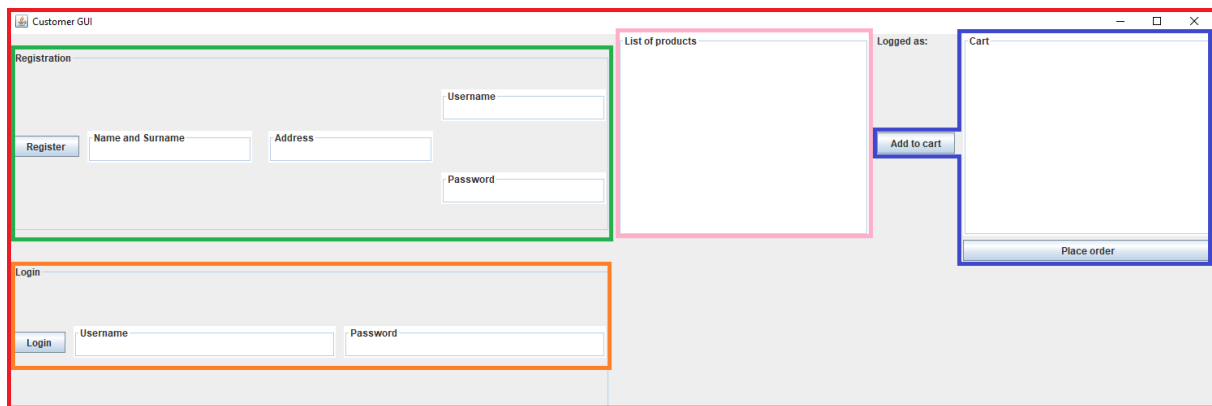 Customer GUI
Registration
Username
Register
Name and Surname
Address
Password
Login
Login
Username
Password
List of products
Logged as:
Add to cart
Cart
Place order